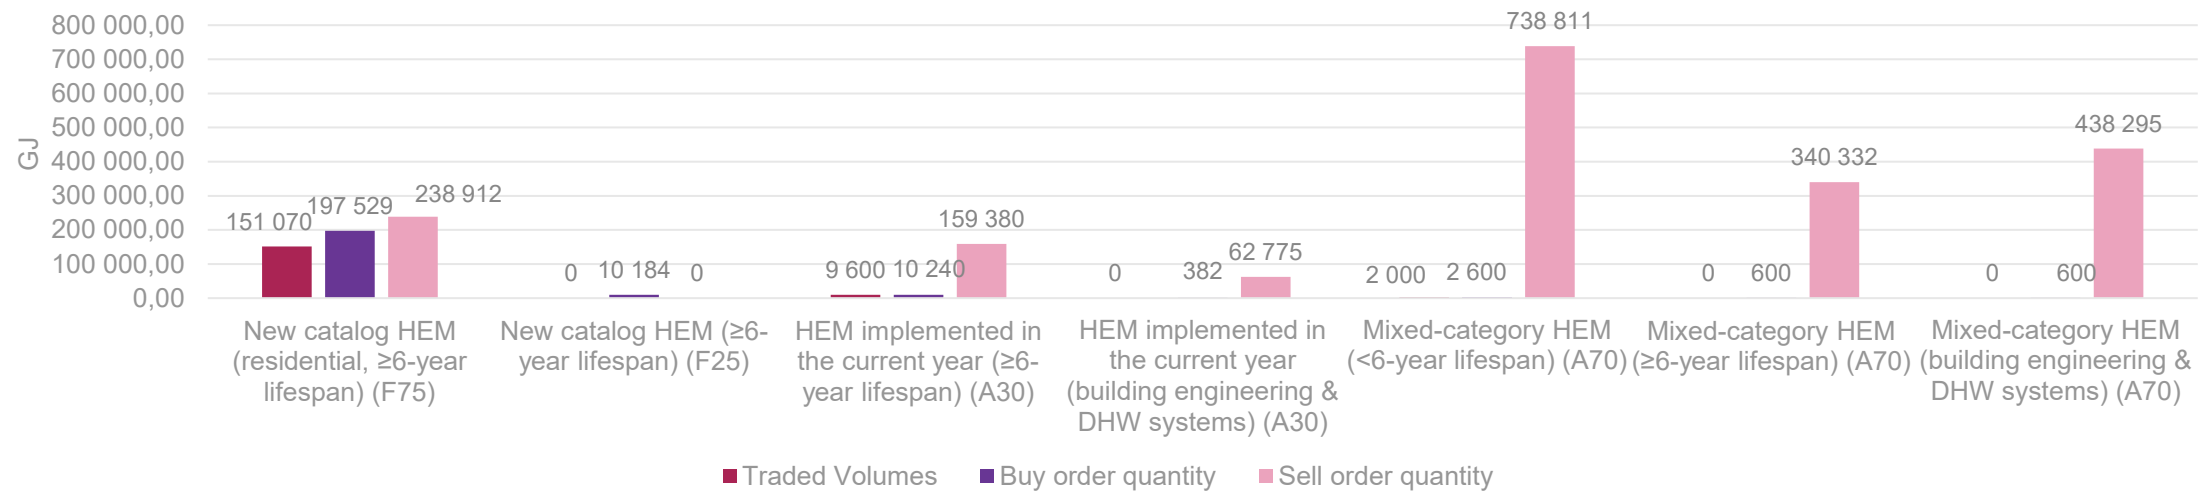 800 000,00
700 000,00
600 000,00
500 000,00
400 000,00
300 000,00
200 000,00
100 000,00
0,00
GJ
151 070
197 529
238 912
0
10 184
0
9 600
10 240
159 380
0
382
62 775
2 000
2 600
738 811
0
600
340 332
0
600
438 295
New catalog HEM
(residential, ≥6-year
lifespan) (F75)
New catalog HEM (≥6-
year lifespan) (F25)
HEM implemented in
the current year (≥6-
year lifespan) (A30)
HEM implemented in
the current year
(building engineering &
DHW systems) (A30)
Mixed-category HEM
(<6-year lifespan) (A70)
Mixed-category HEM
(≥6-year lifespan) (A70)
Mixed-category HEM
(building engineering &
DHW systems) (A70)
Traded Volumes
Buy order quantity
Sell order quantity